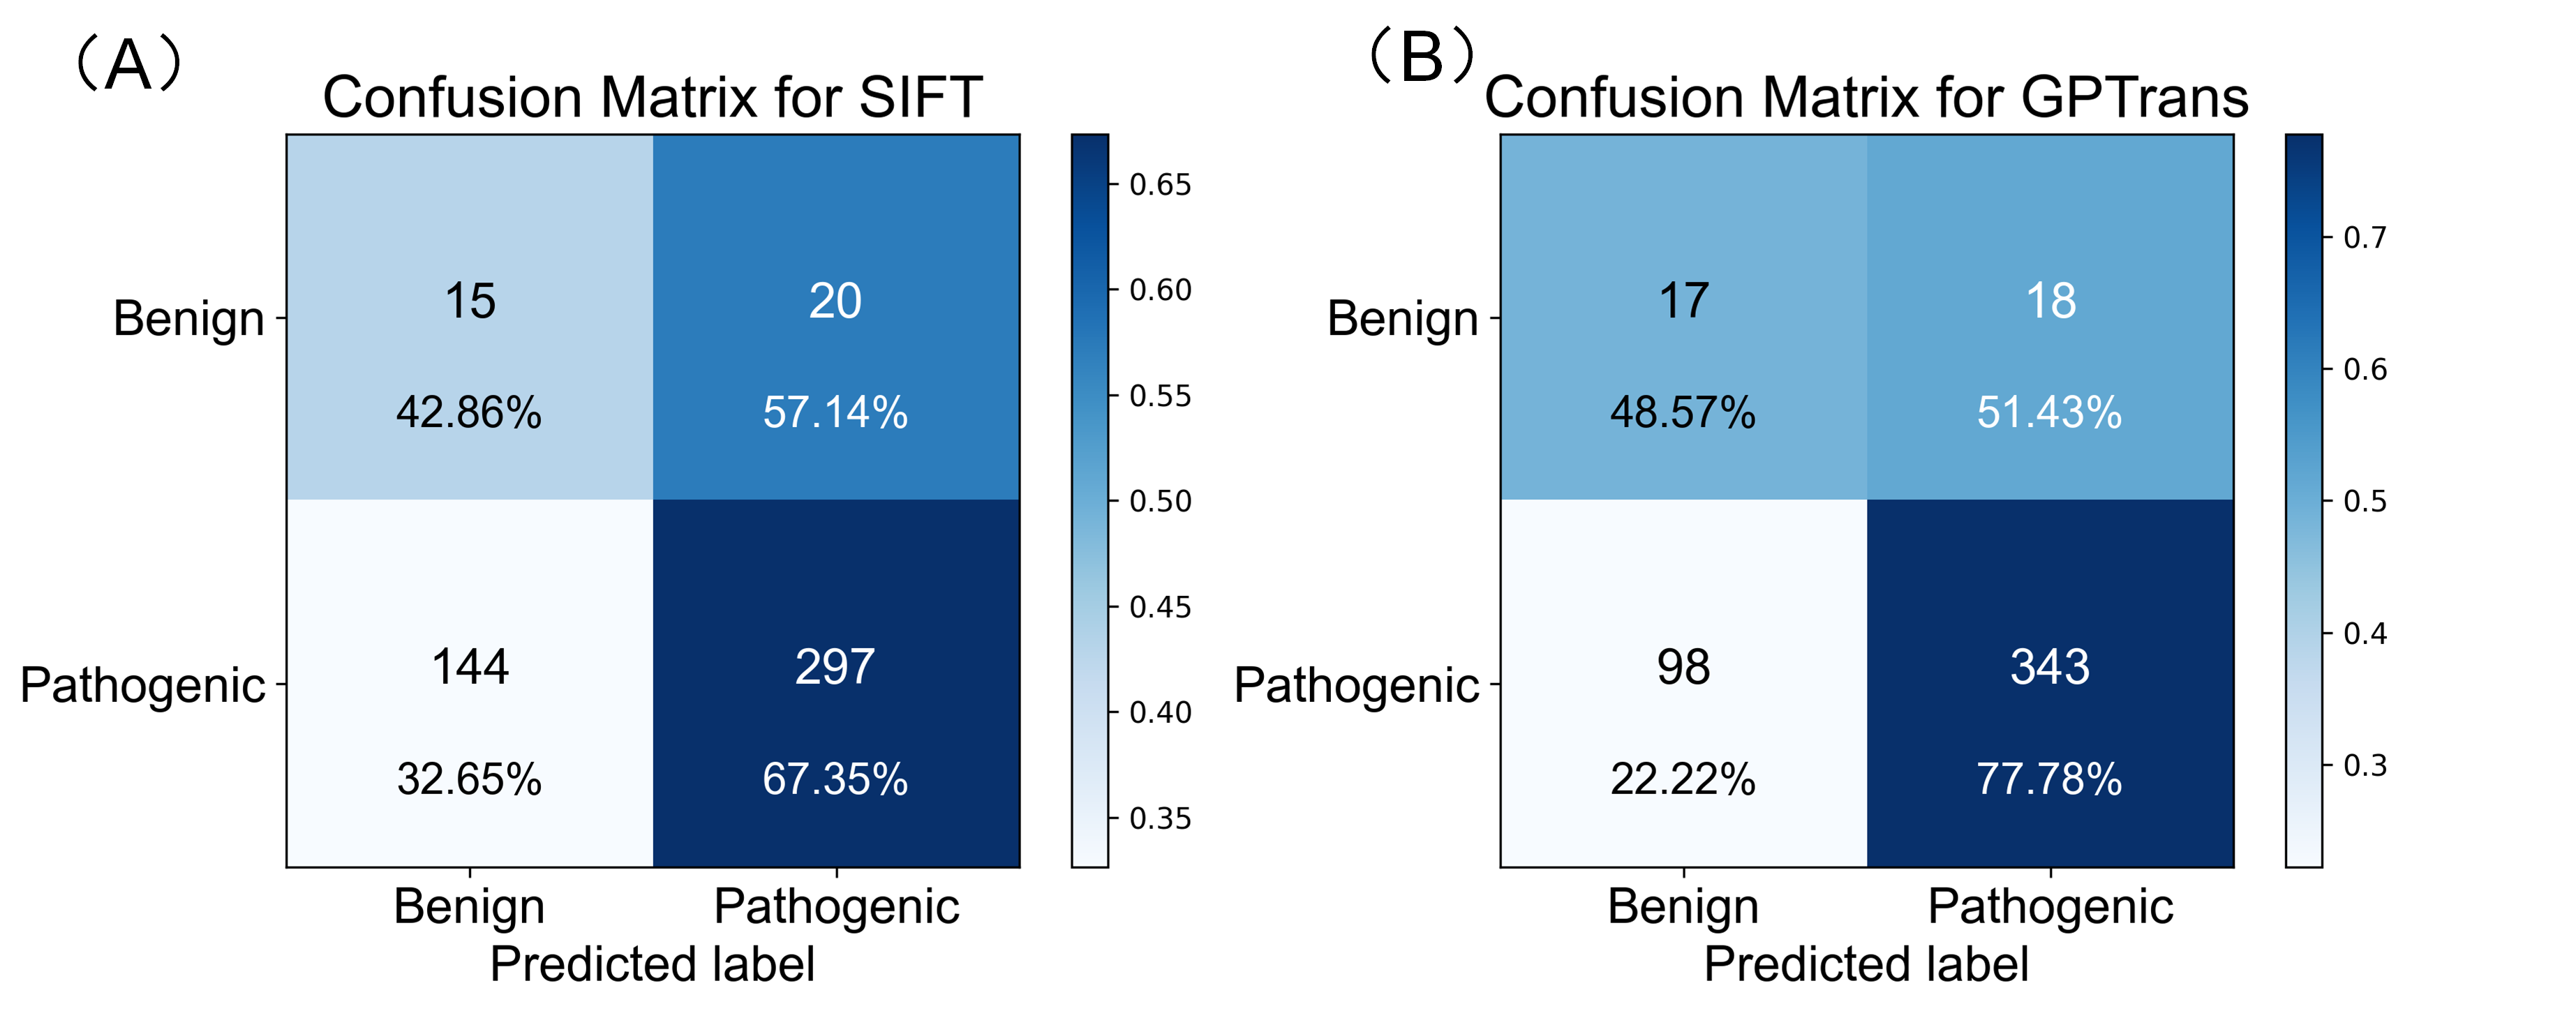 (A)
Confusion Matrix for SIFT
Benign
15
20
42.86%
57.14%
Pathogenic
144
297
32.65%
67.35%
Benign
Pathogenic
Predicted label
0.65
0.60
0.55
0.50
0.45
0.40
0.35
(B)
Confusion Matrix for GPTrans
Benign
17
18
48.57%
51.43%
Pathogenic
98
343
22.22%
77.78%
Benign
Pathogenic
Predicted label
0.7
0.6
0.5
0.4
0.3